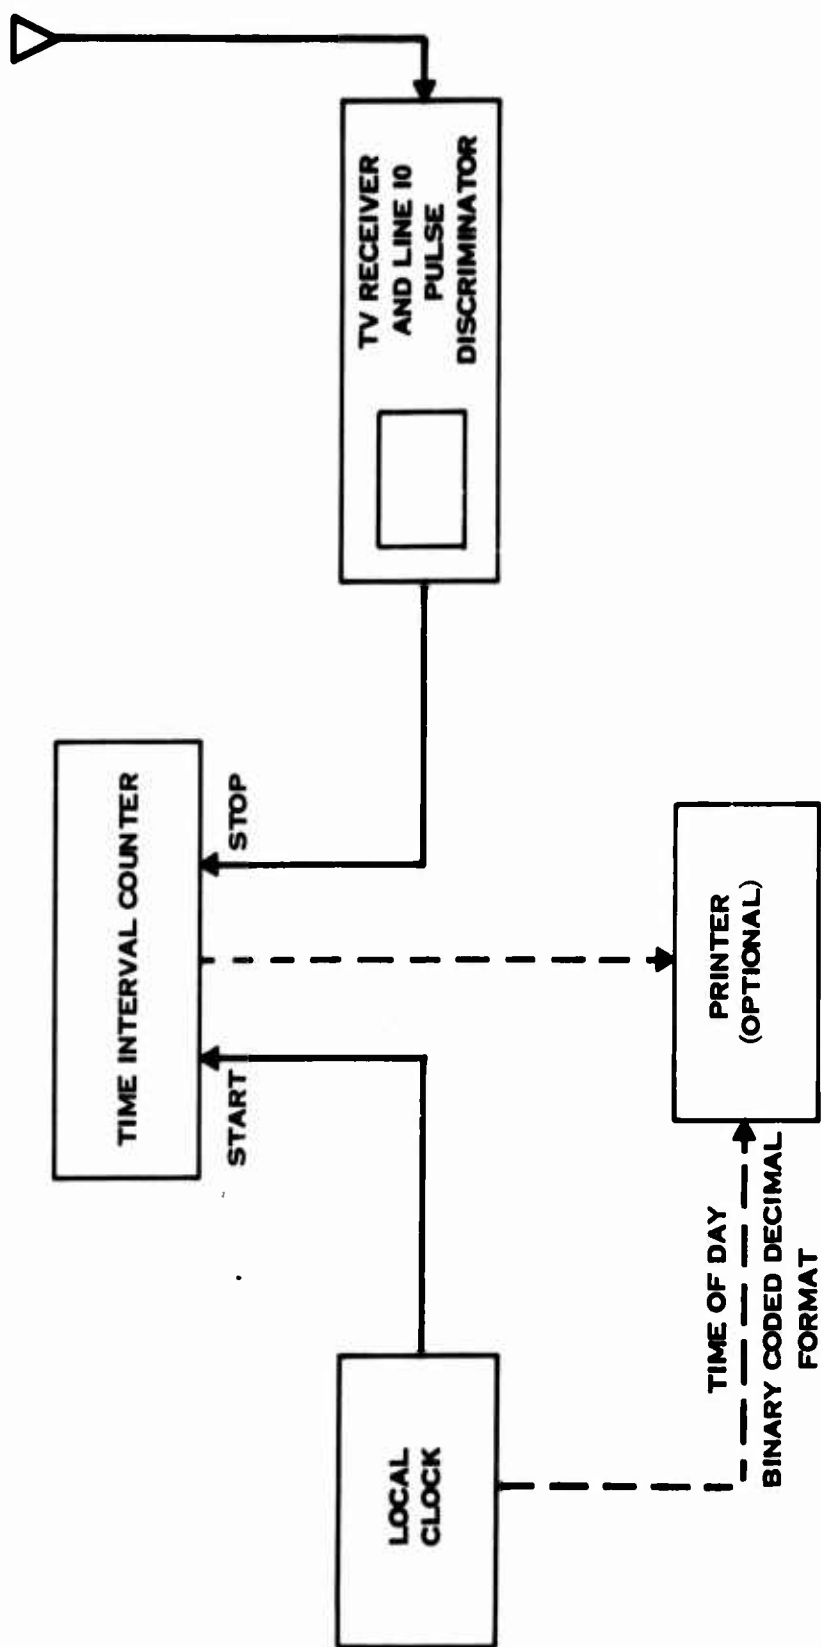 TIME INTERVAL COUNTER
START
STOP
LOCAL
CLOCK
TV RECEIVER
AND LINE 10
PULSE
DISCRIMINATOR
TIME OF DAY
BINARY CODED DECIMAL
FORMAT
PRINTER
(OPTIONAL)